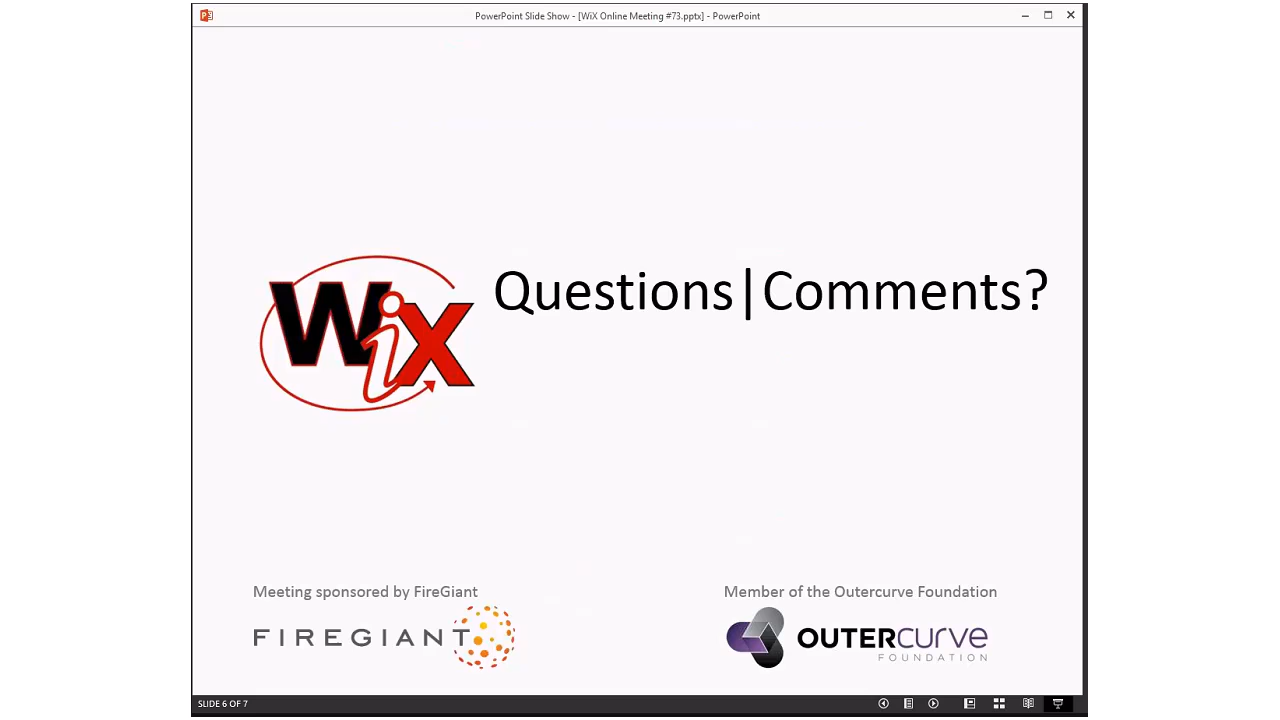 PowerPoint Slide Show - [WiX Online Meeting #73.pptx] - PowerPoint
WiX
Questions|Comments?
Meeting sponsored by FireGiant
FIREGIANT
Member of the Outercurve Foundation
OUTERCURVE
FOUNDATION
SLIDE 6 OF 7